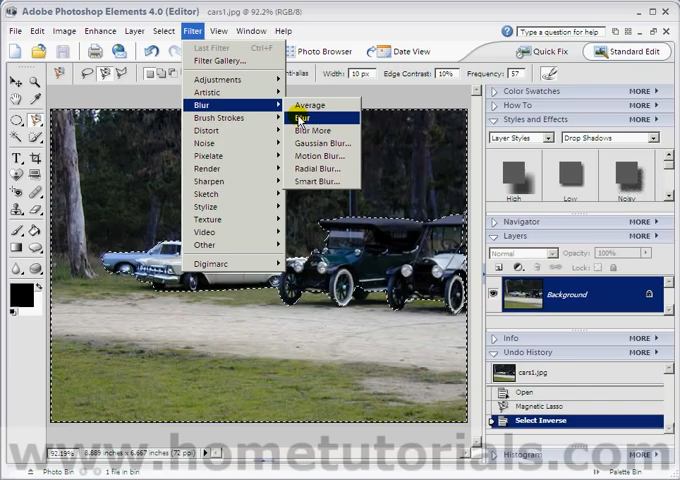 Adobe Photoshop Elements 4.0 (Editor) cars1.jpg @ 92.2% (RGB/8)
File Edit Image Enhance Layer Select Filter View Window Help Type a question for help
Photo Browser Date View Quick Fix Standard Edit
Last Filter Ctrl+F
Filter Gallery...
Adjustments
Artistic
Blur
Brush Strokes
Distort
Noise
Pixelate
Render
Sharpen
Sketch
Stylize
Texture
Video
Other
Digimarc
Average
Blur
Blur More
Gaussian Blur...
Motion Blur...
Radial Blur...
Smart Blur...
Width: 10 px Edge Contrast: 10% Frequency: 57
Color Swatches MORE
How To MORE
Styles and Effects MORE
Layer Styles Drop Shadows
High Low Noisy
Navigator MORE
Layers MORE
Normal Opacity: 100%
Lock:
Background
Info MORE
Undo History MORE
cars1.jpg
Open
Magnetic Lasso
Select Inverse
Histogram MORE
92.19% 8.889 inches x 6.667 inches (72 ppi)
www.hometutorials.com
Photo Bin 1 file in bin Palette Bin